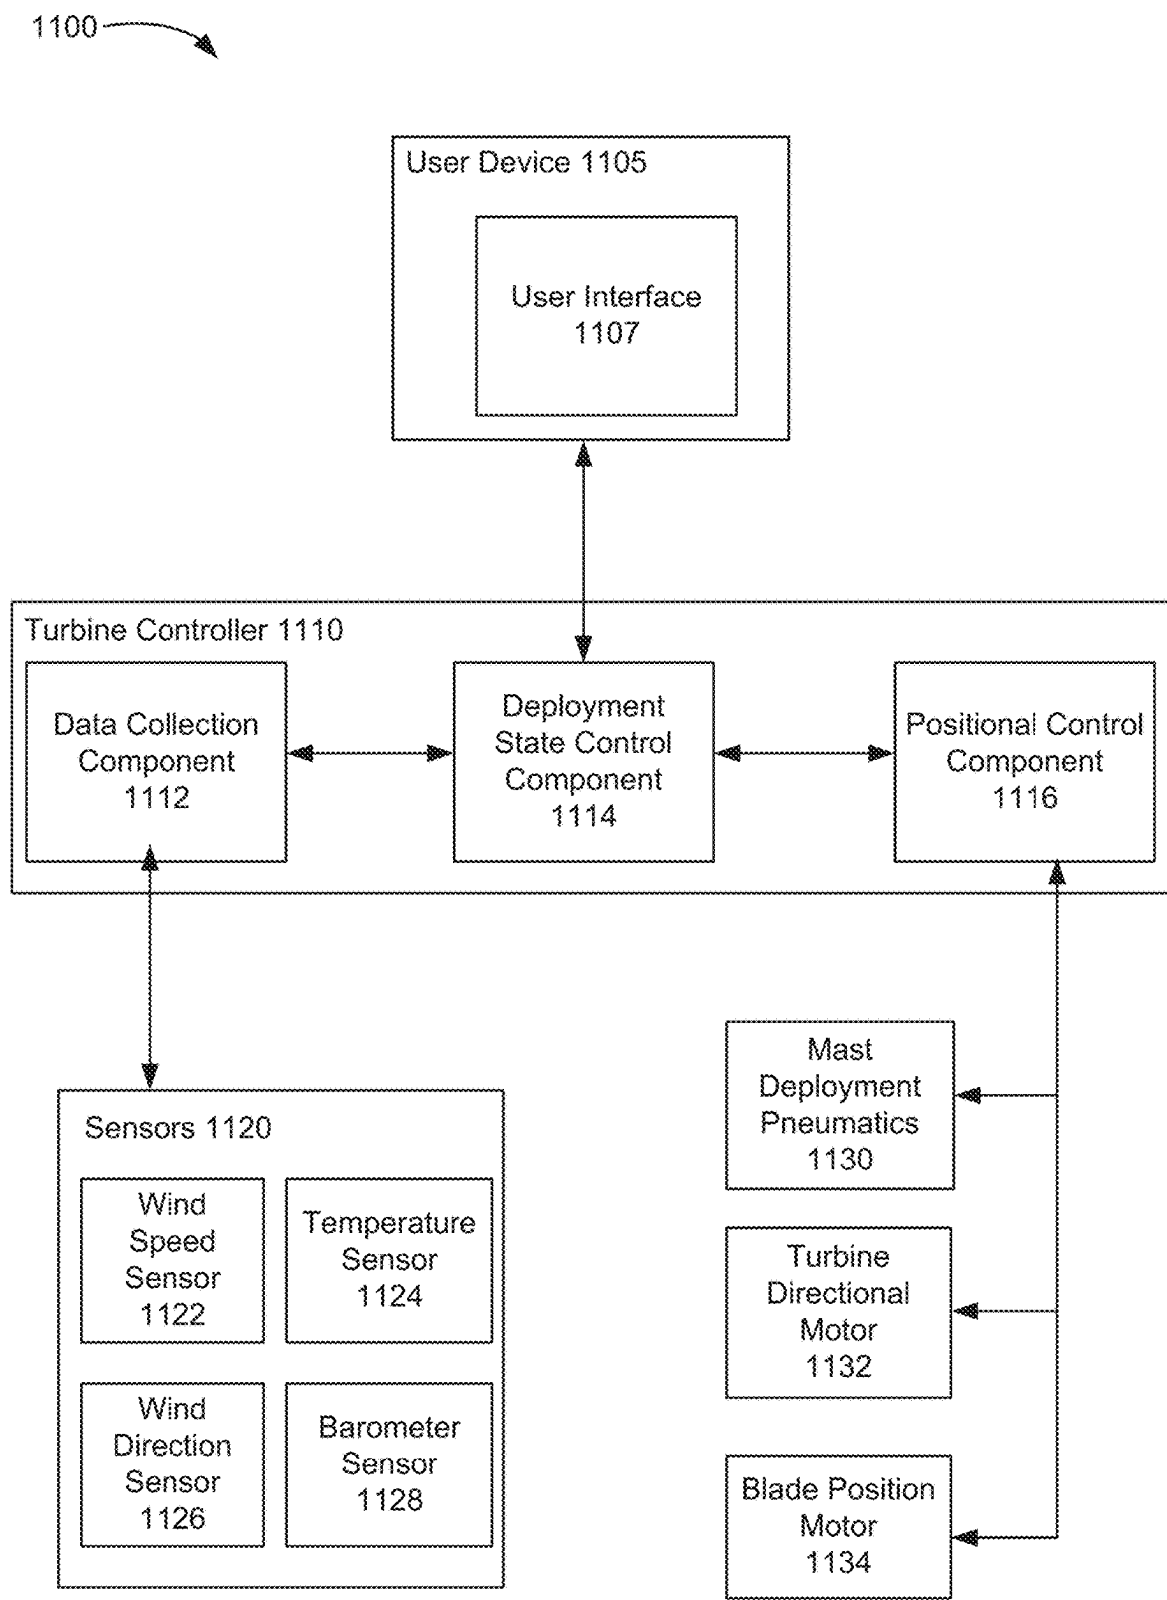 1100
User Device 1105
User Interface
1107
Turbine Controller 1110
Data Collection
Component
1112
Deployment
State Control
Component
1114
Positional Control
Component
1116
Sensors 1120
Wind
Speed
Sensor
1122
Temperature
Sensor
1124
Wind
Direction
Sensor
1126
Barometer
Sensor
1128
Mast
Deployment
Pneumatics
1130
Turbine
Directional
Motor
1132
Blade Position
Motor
1134